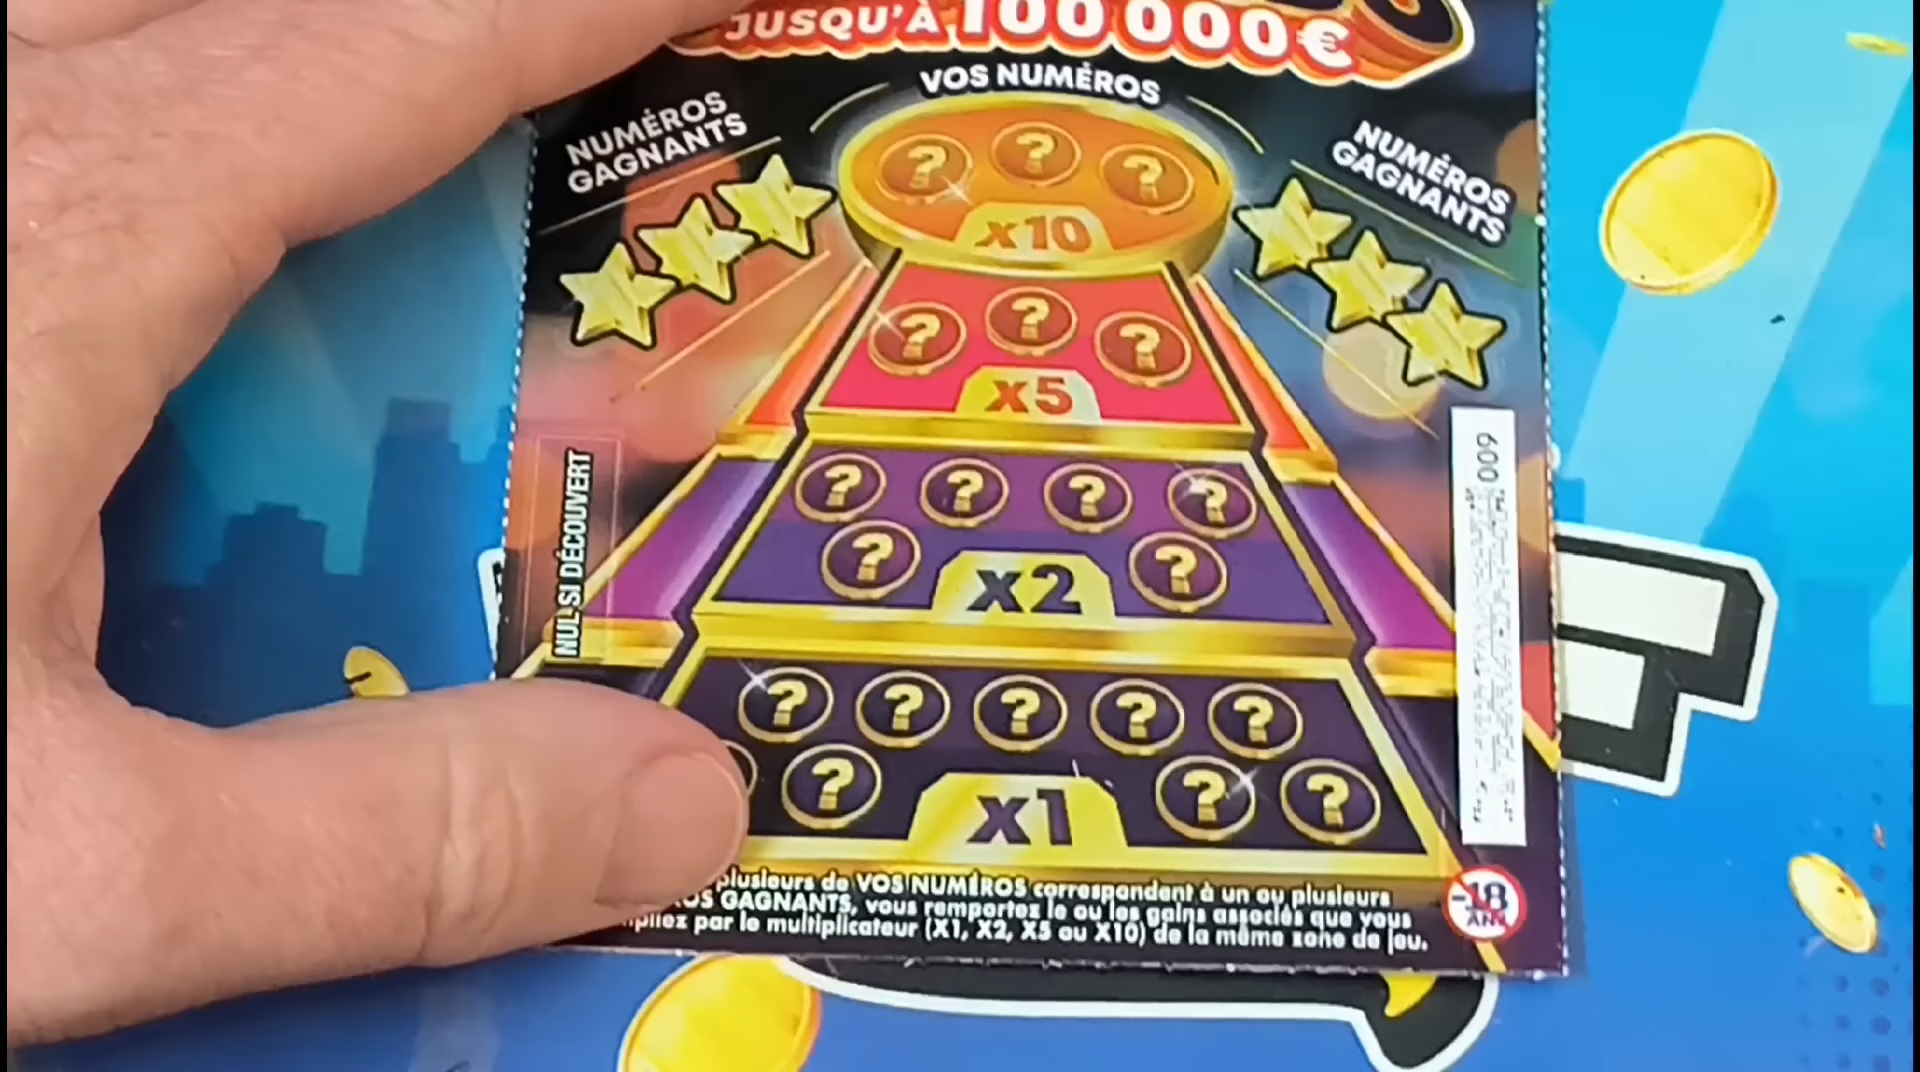 JUSQU'À 100 000€
VOS NUMÉROS
NUMÉROS
GAGNANTS
NUMÉROS
GAGNANTS
? ? ?
x10
? ? ?
x5
? ? ? ?
? ?
x2
? ? ? ? ?
? ? ?
x1
NUL SI DÉCOUVERT
009
plusieurs de VOS NUMÉROS correspondent à un ou plusieurs
GAGNANTS, vous remportez le ou les gains associés que vous
par le multiplicateur (X1, X2, X5 ou X10) de la même zone de jeu.
-18
ANS